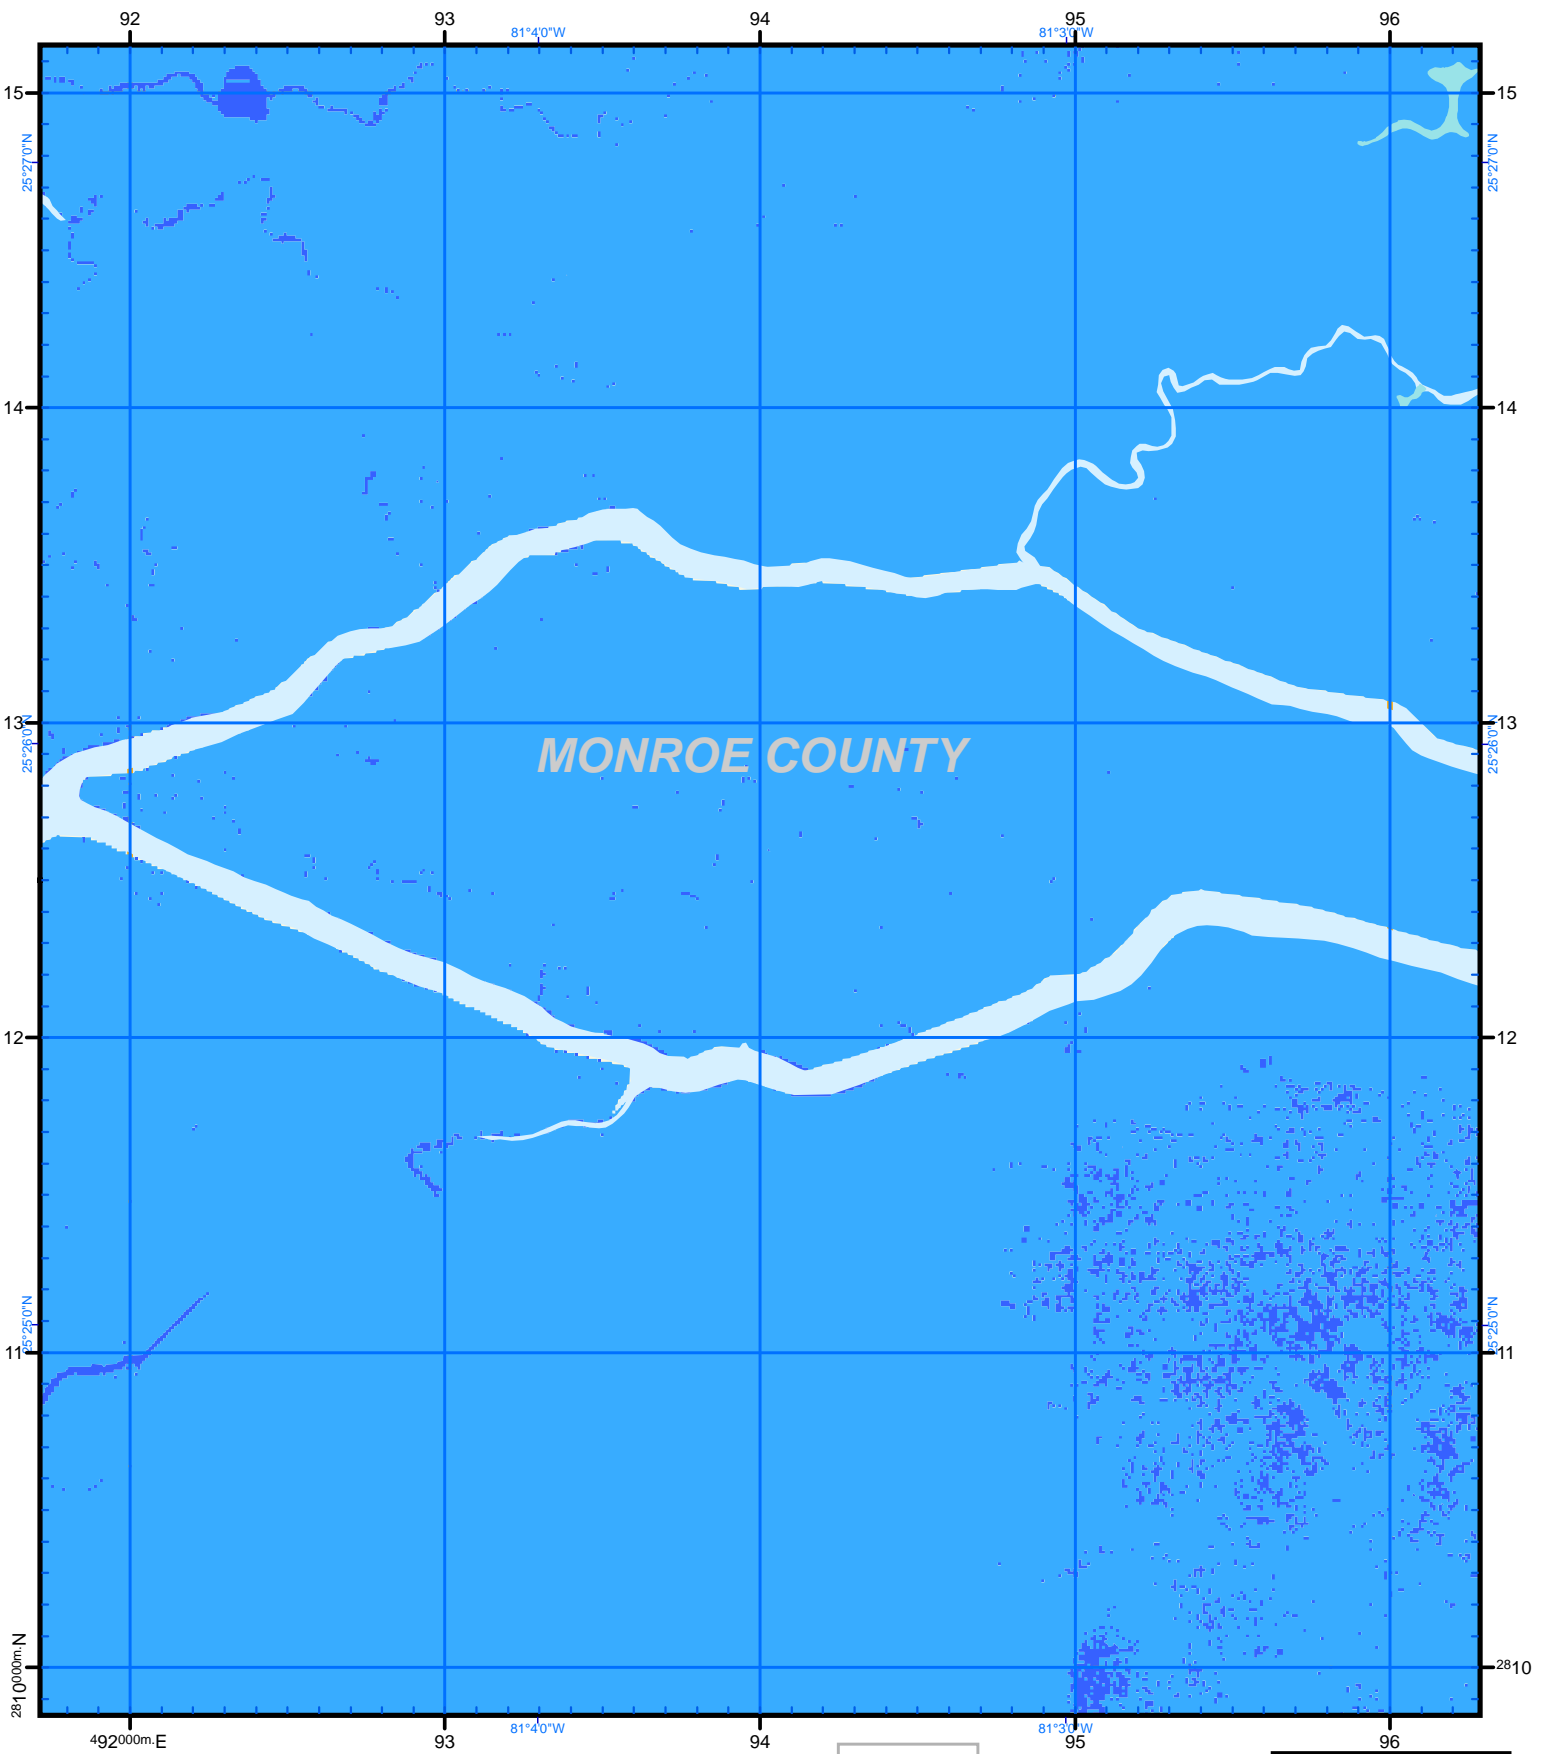 92 93 94 95 96
81°4'0"W 81°3'0"W
15 15
25°27'0"N 25°27'0"N
14 14
13 13
25°26'0"N 25°26'0"N
MONROE COUNTY
12 12
25°25'0"N 25°25'0"N
11 11
2810000m.N 2810
81°4'0"W 81°3'0"W
492000m.E 93 94 95 96